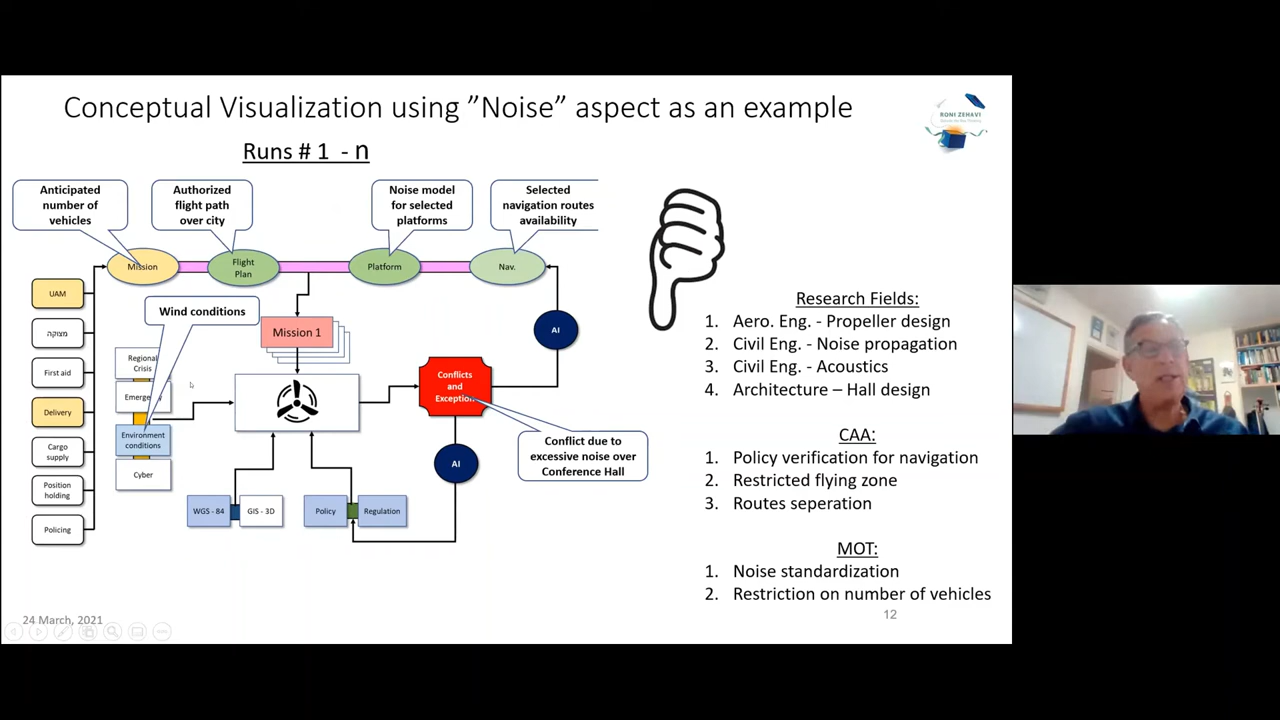 Conceptual Visualization using ”Noise” aspect as an example
RONI ZEHAVI
Runs # 1 - n
Anticipated
number of
vehicles
Authorized
flight path
over city
Noise model
for selected
platforms
Selected
navigation routes
availability
Mission
Flight
Plan
Platform
Nav.
UAM
מצוקה
First aid
Delivery
Cargo
supply
Position
holding
Policing
Wind conditions
Regional
Crisis
Emergency
Environment
conditions
Cyber
Mission 1
Conflicts
and
Exception
AI
AI
Conflict due to
excessive noise over
Conference Hall
WGS - 84
GIS - 3D
Policy
Regulation
Research Fields:
1. Aero. Eng. - Propeller design
2. Civil Eng. - Noise propagation
3. Civil Eng. - Acoustics
4. Architecture – Hall design
CAA:
1. Policy verification for navigation
2. Restricted flying zone
3. Routes seperation
MOT:
1. Noise standardization
2. Restriction on number of vehicles
24 March, 2021
12